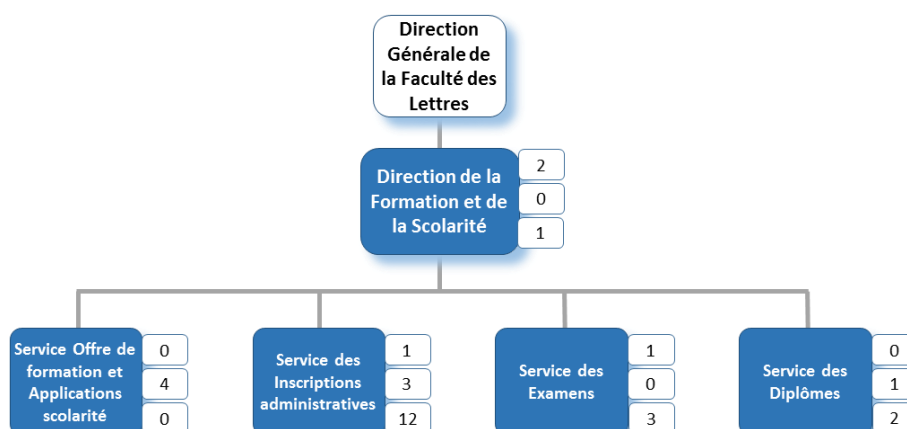 Direction
Générale de
la Faculté des
Lettres
Direction de la
Formation et de
la Scolarité
2
0
1
Service Offre de
formation et
Applications
scolarité
0
4
0
Service des
Inscriptions
administratives
1
3
12
Service des
Examens
1
0
3
Service des
Diplômes
0
1
2